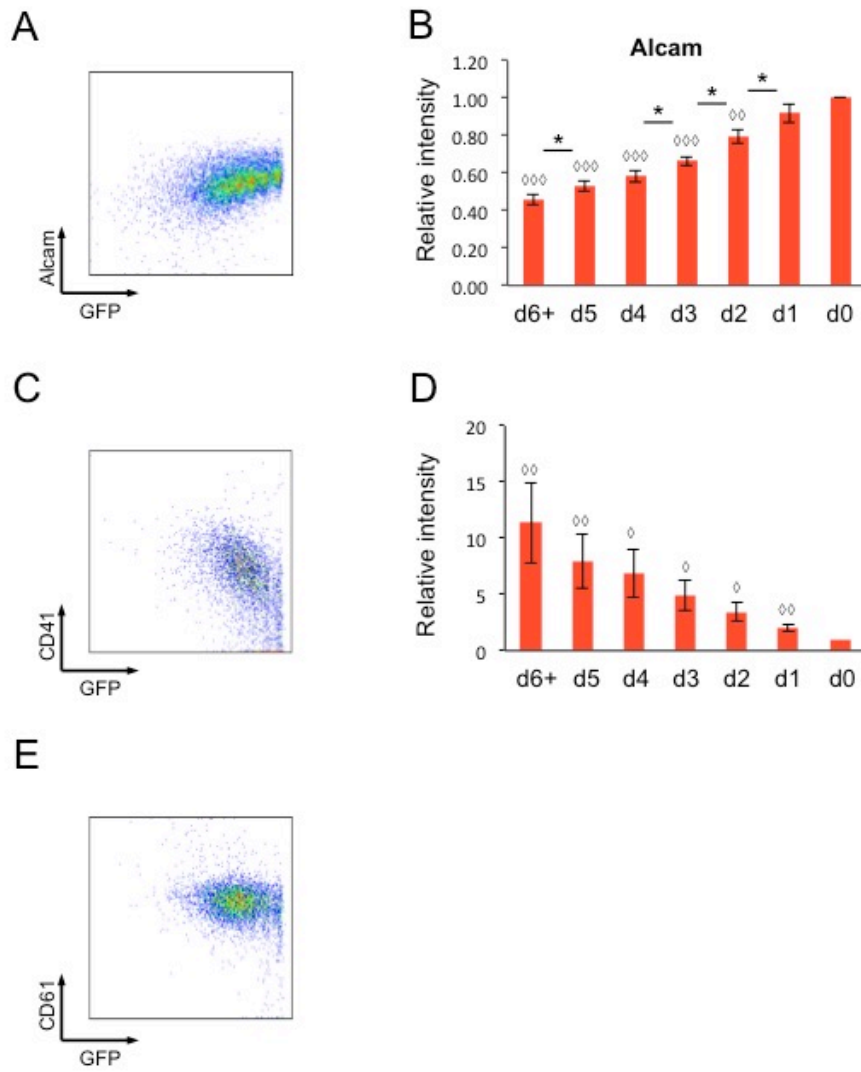 A
Alcam
GFP
B
Alcam
Relative intensity
1.20
1.00
0.80
0.60
0.40
0.20
0.00
* * * *
◊◊◊ ◊◊◊ ◊◊◊ ◊◊◊ ◊◊
d6+ d5 d4 d3 d2 d1 d0
C
CD41
GFP
D
Relative intensity
20
15
10
5
0
◊◊ ◊◊ ◊ ◊ ◊ ◊◊
d6+ d5 d4 d3 d2 d1 d0
E
CD61
GFP